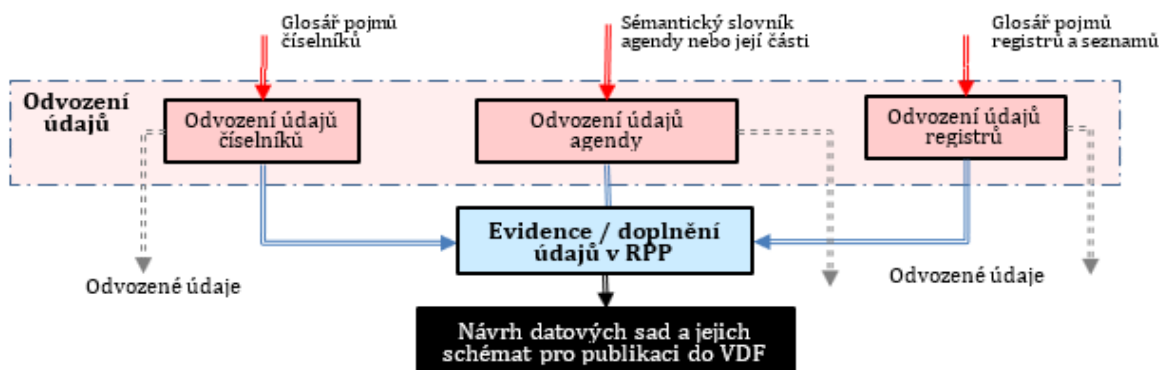 Glosář pojmů
číselníků
Sémantický slovník
agendy nebo její části
Glosář pojmů
registrů a seznamů
Odvození
údajů
Odvození údajů
číselníků
Odvození údajů
agendy
Odvození údajů
registrů
Evidence / doplnění
údajů v RPP
Odvozené údaje
Odvozené údaje
Návrh datových sad a jejich
schémat pro publikaci do VDF